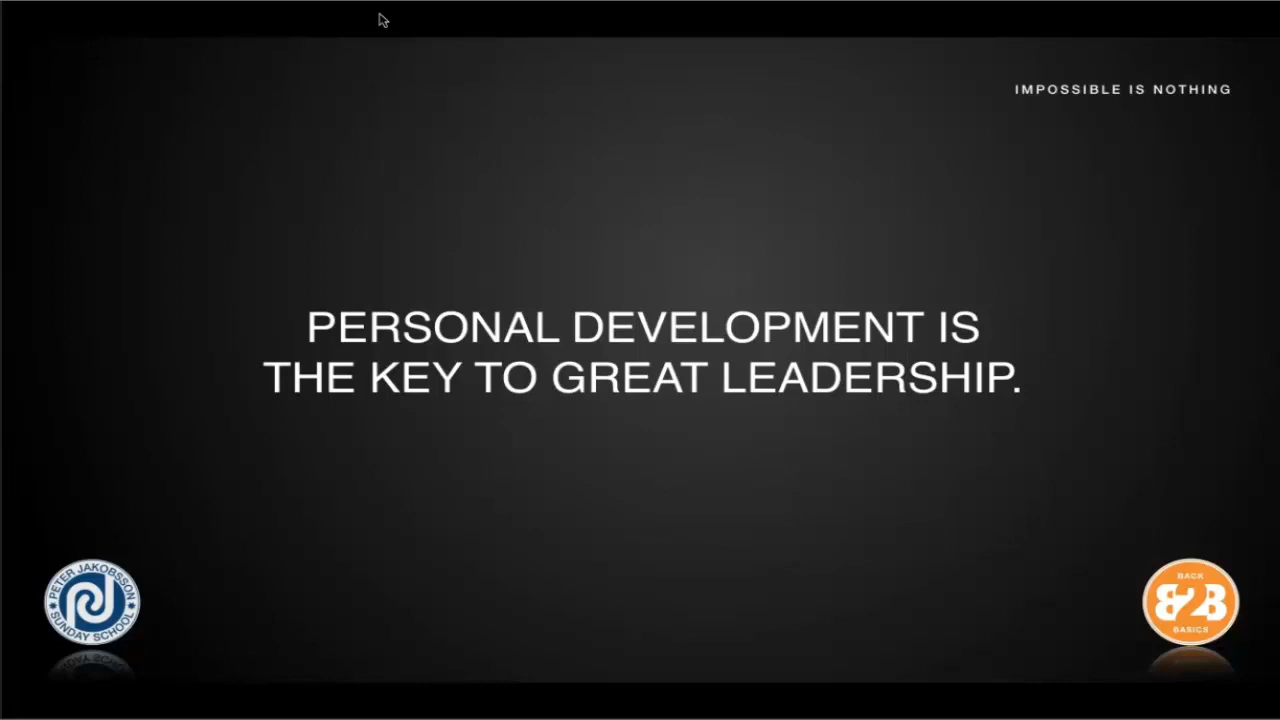 IMPOSSIBLE IS NOTHING
PERSONAL DEVELOPMENT IS
THE KEY TO GREAT LEADERSHIP.
PETER JAKOBSSON
SUNDAY SCHOOL
BACK
B2B
BASICS